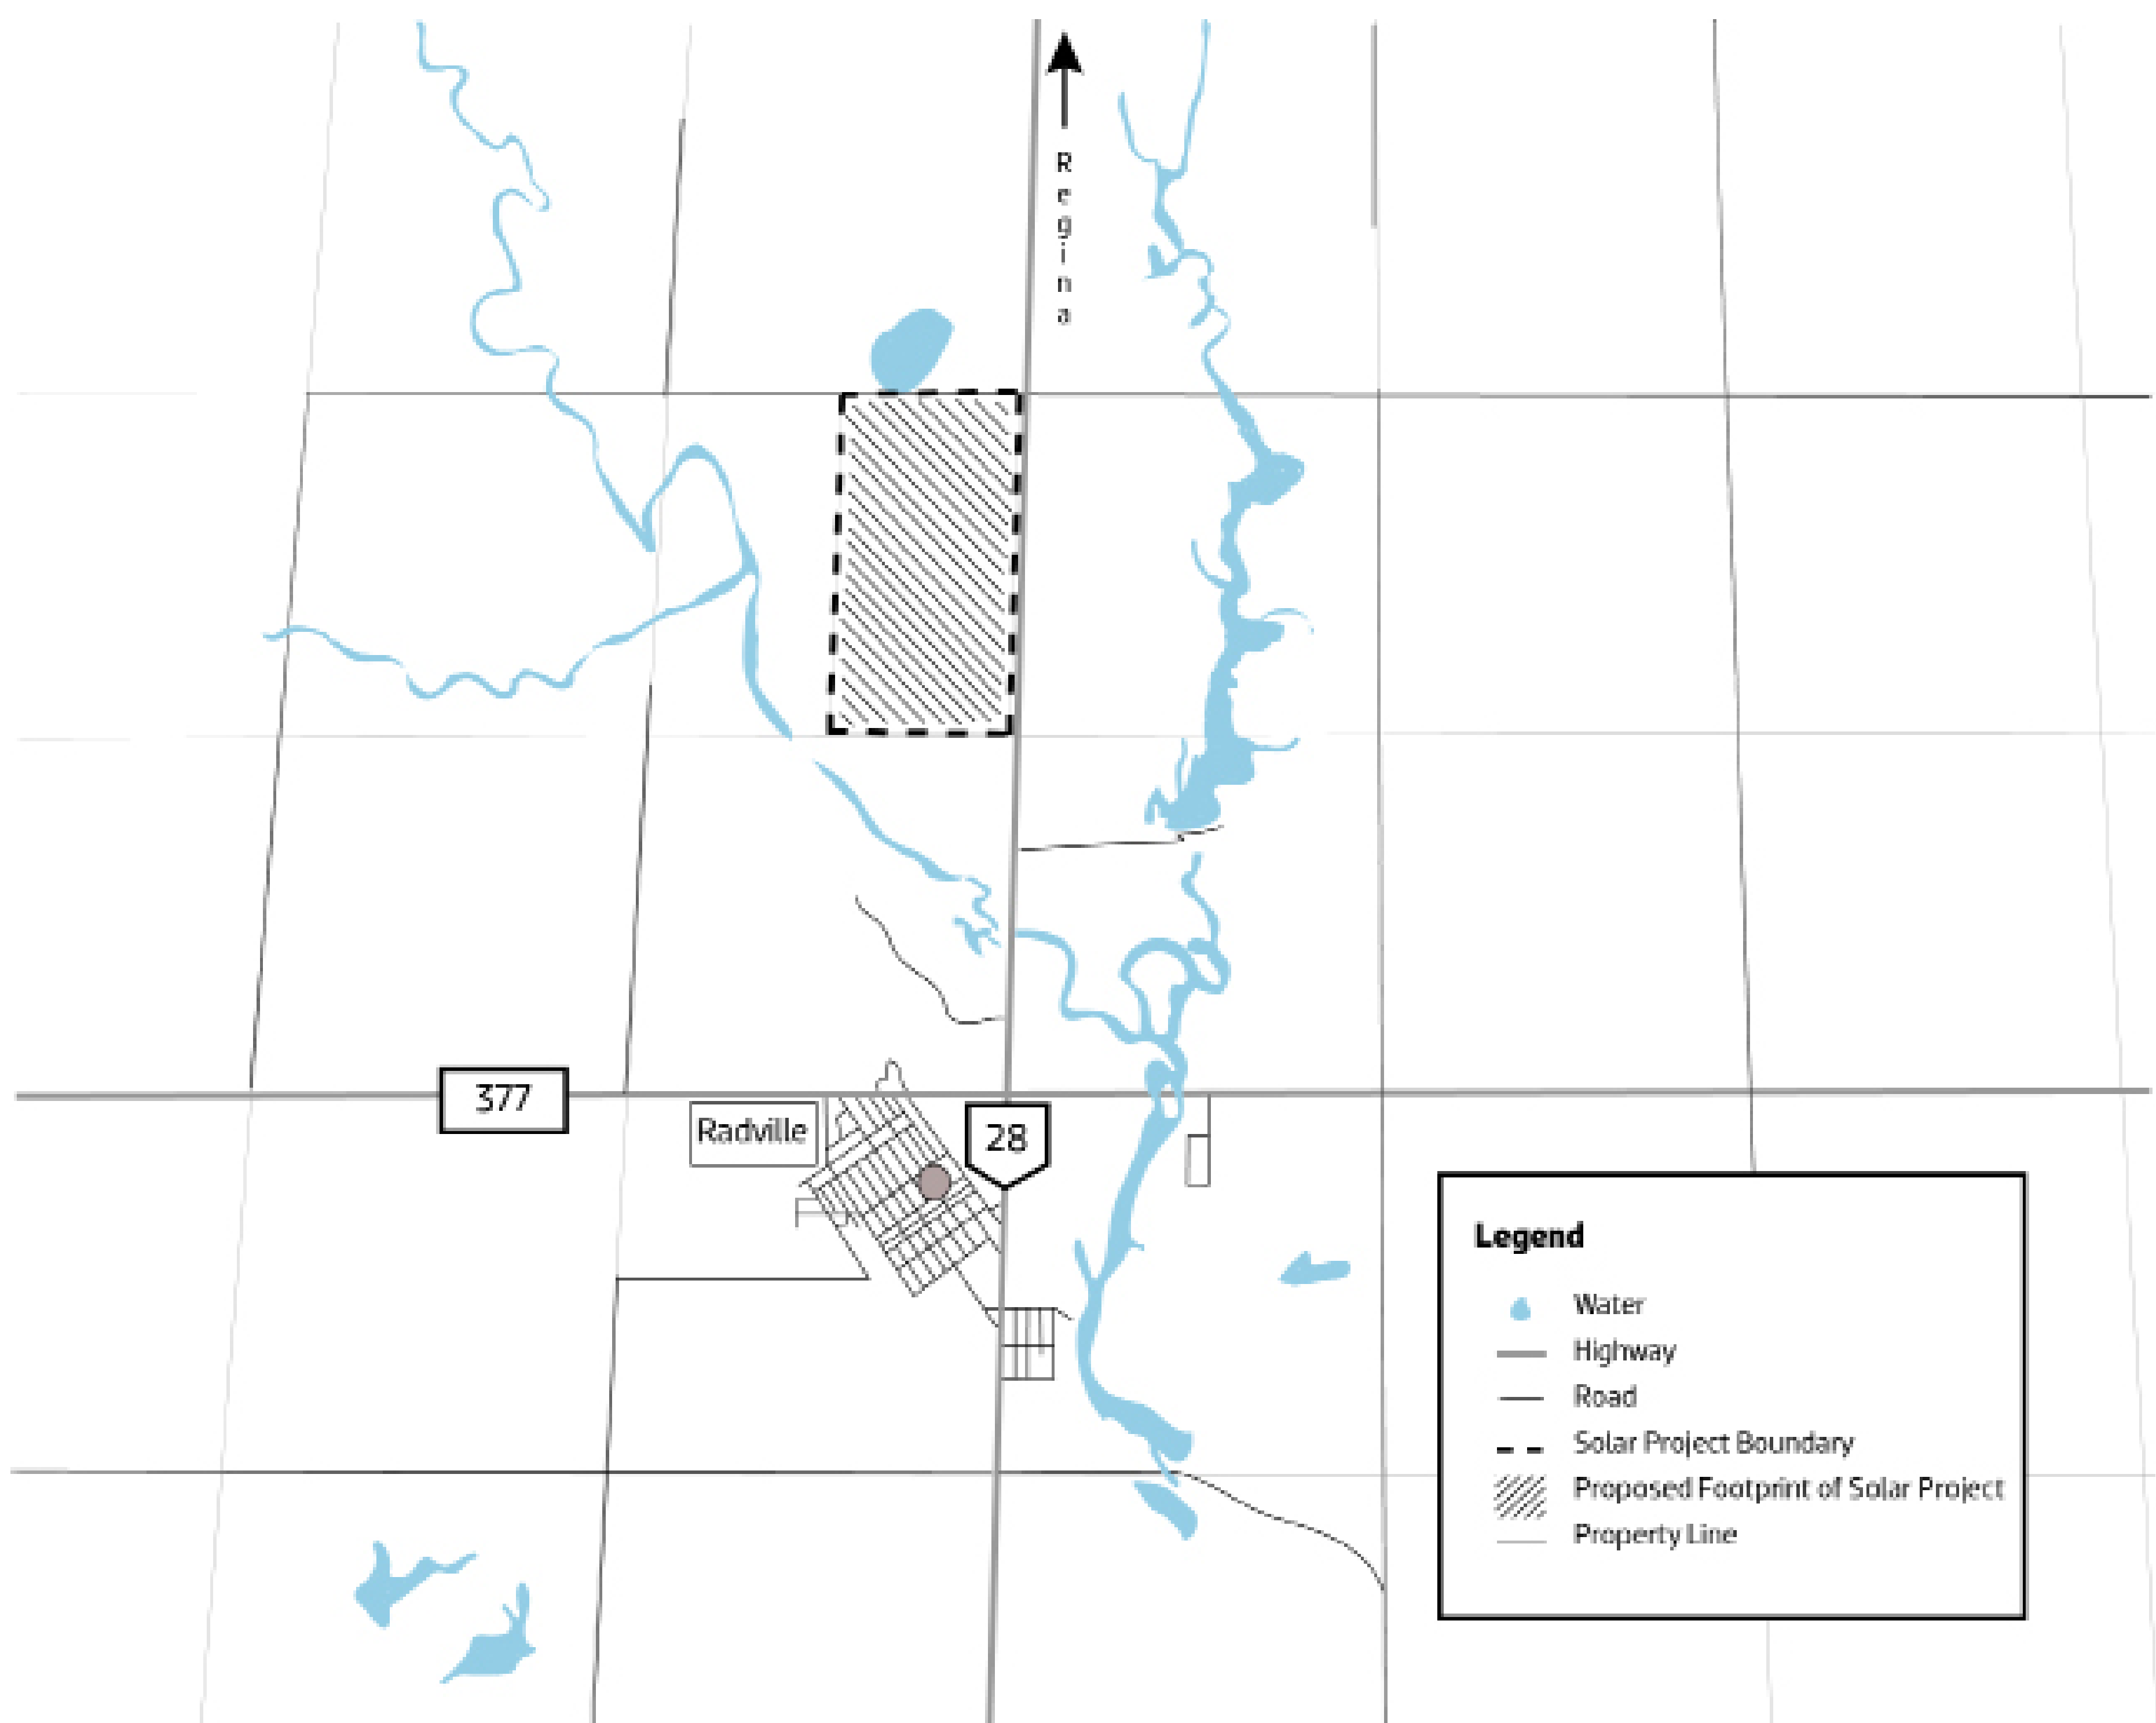 Regina
377
Radville
28
Legend
Water
Highway
Road
Solar Project Boundary
Proposed Footprint of Solar Project
Property Line